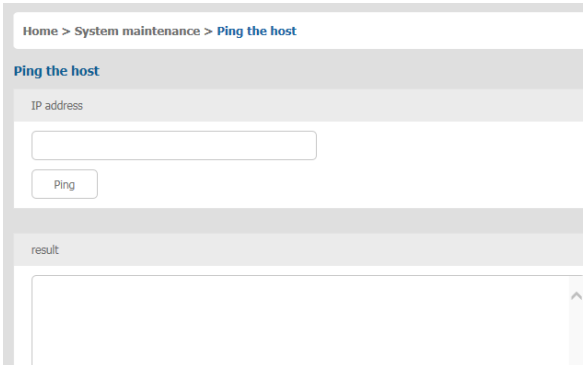 Home > System maintenance > Ping the host
Ping the host
IP address
Ping
result